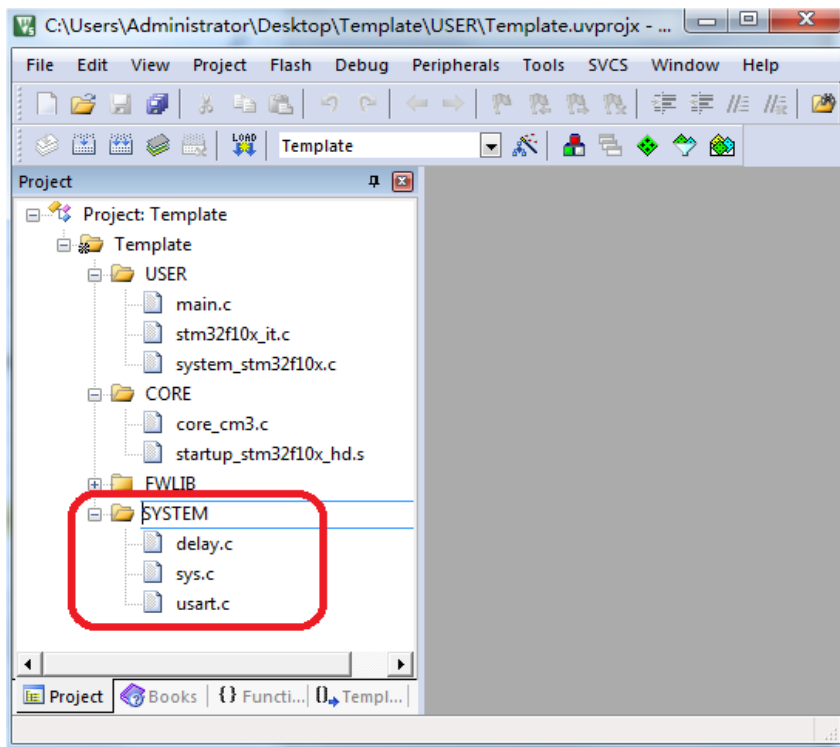 C:\Users\Administrator\Desktop\Template\USER\Template.uvprojx - ...
File Edit View Project Flash Debug Peripherals Tools SVCS Window Help
LOAD Template
Project
Project: Template
Template
USER
main.c
stm32f10x_it.c
system_stm32f10x.c
CORE
core_cm3.c
startup_stm32f10x_hd.s
FWLIB
SYSTEM
delay.c
sys.c
usart.c
Project Books {} Functi... Templ...